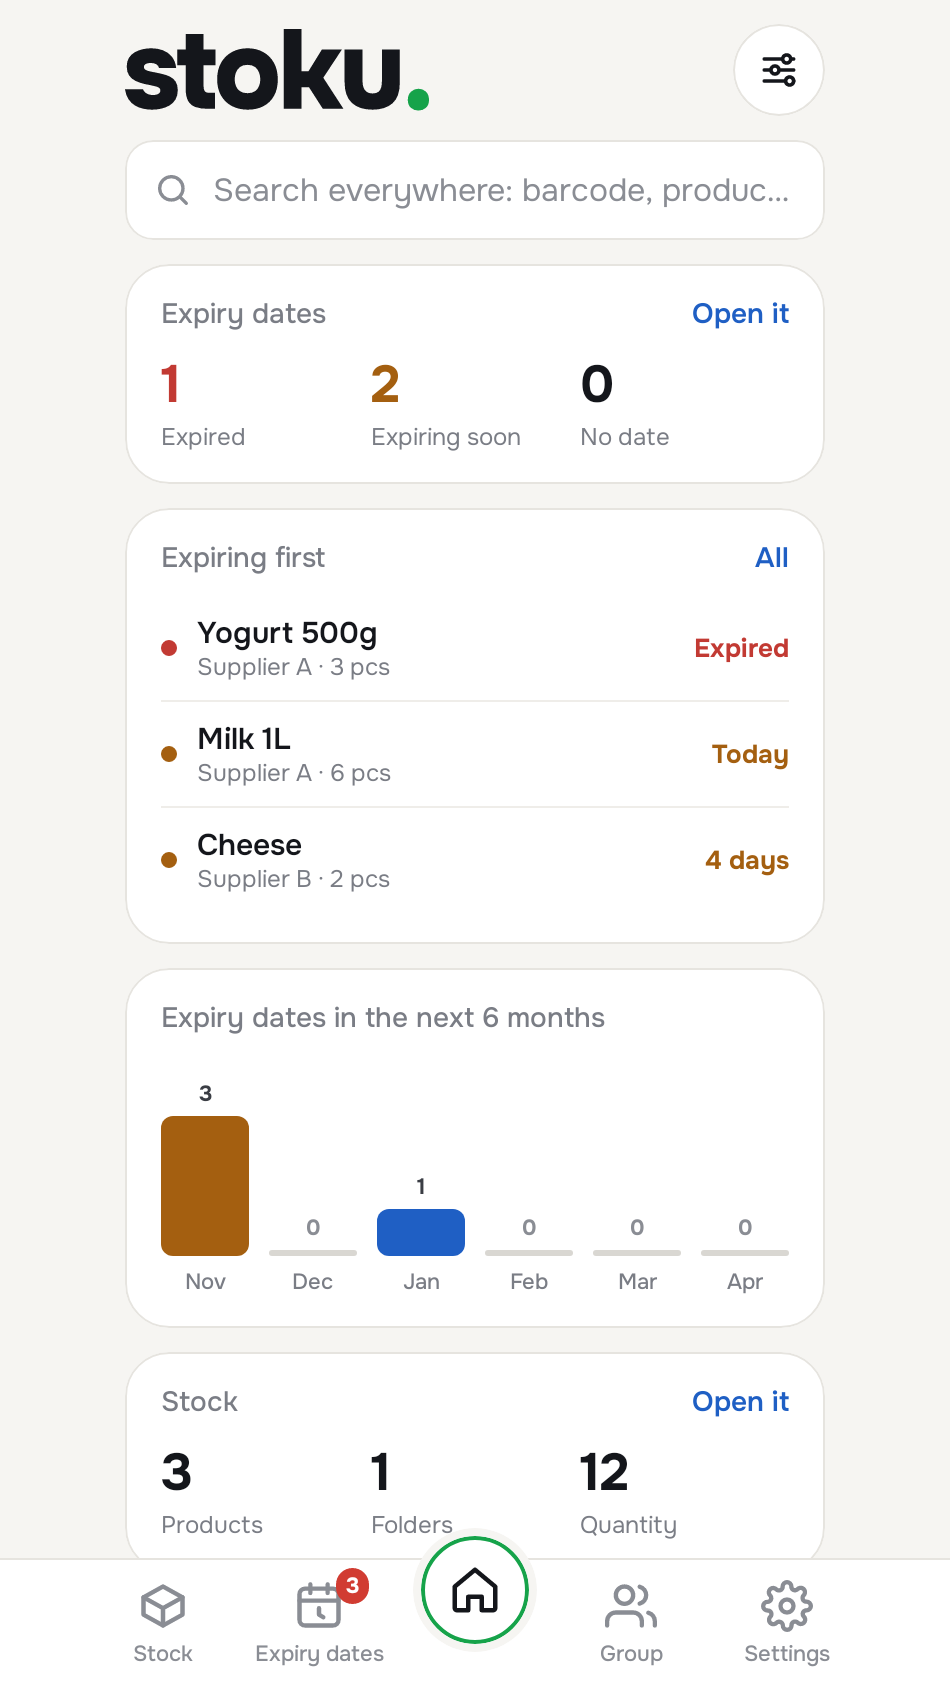 stoku.
Search everywhere: barcode, produc...
Expiry dates
Open it
1
2
0
Expired
Expiring soon
No date
Expiring first
All
Yogurt 500g
Supplier A · 3 pcs
Expired
Milk 1L
Supplier A · 6 pcs
Today
Cheese
Supplier B · 2 pcs
4 days
Expiry dates in the next 6 months
3
0
1
0
0
0
Nov
Dec
Jan
Feb
Mar
Apr
Stock
Open it
3
1
12
Products
Folders
Quantity
3
Stock
Expiry dates
Group
Settings